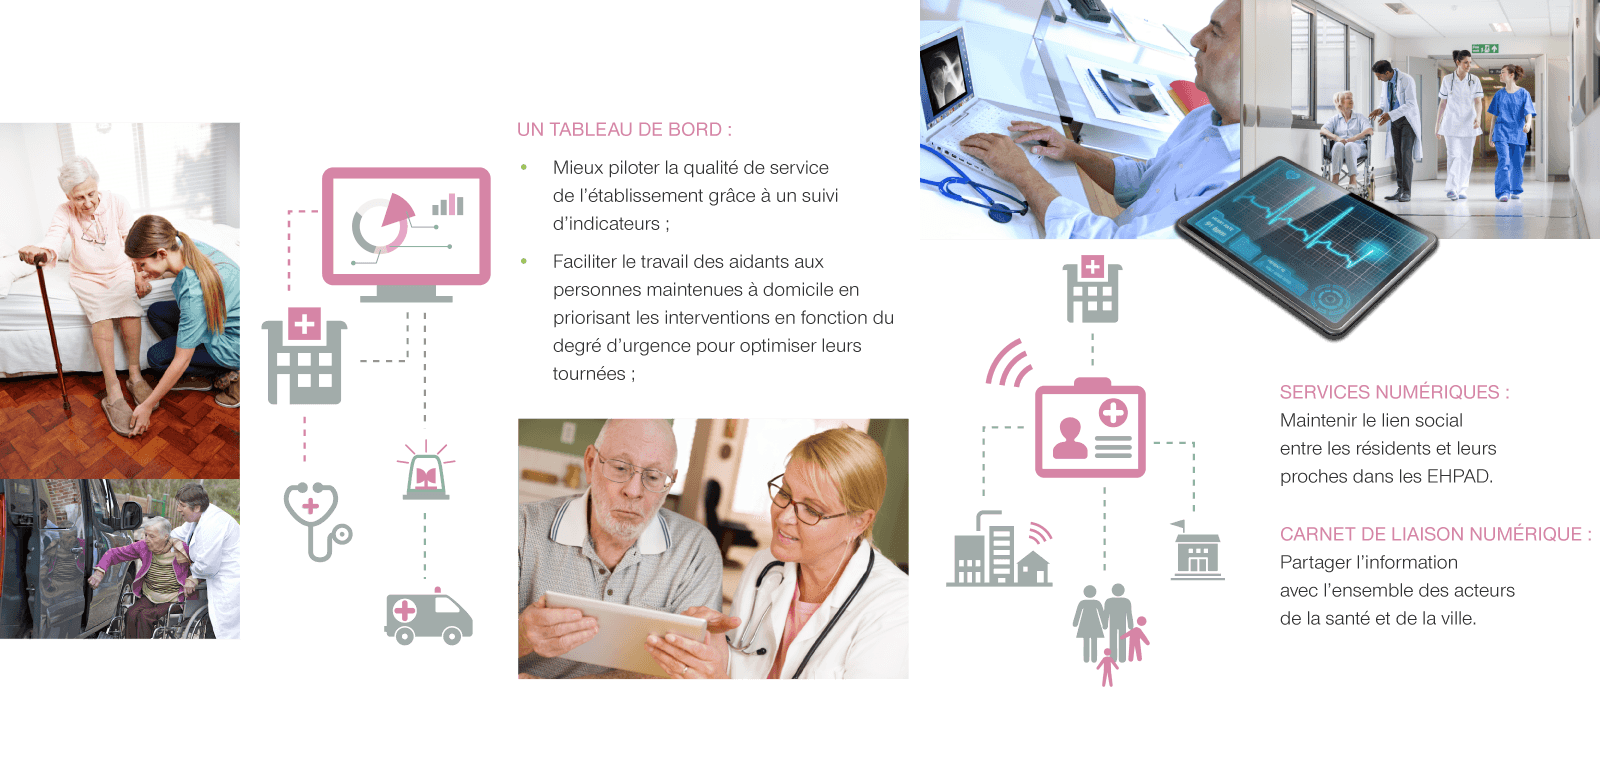 UN TABLEAU DE BORD :
• Mieux piloter la qualité de service
de l’établissement grâce à un suivi
d’indicateurs ;
• Faciliter le travail des aidants aux
personnes maintenues à domicile en
priorisant les interventions en fonction du
degré d’urgence pour optimiser leurs
tournées ;
SERVICES NUMÉRIQUES :
Maintenir le lien social
entre les résidents et leurs
proches dans les EHPAD.
CARNET DE LIAISON NUMÉRIQUE :
Partager l’information
avec l’ensemble des acteurs
de la santé et de la ville.